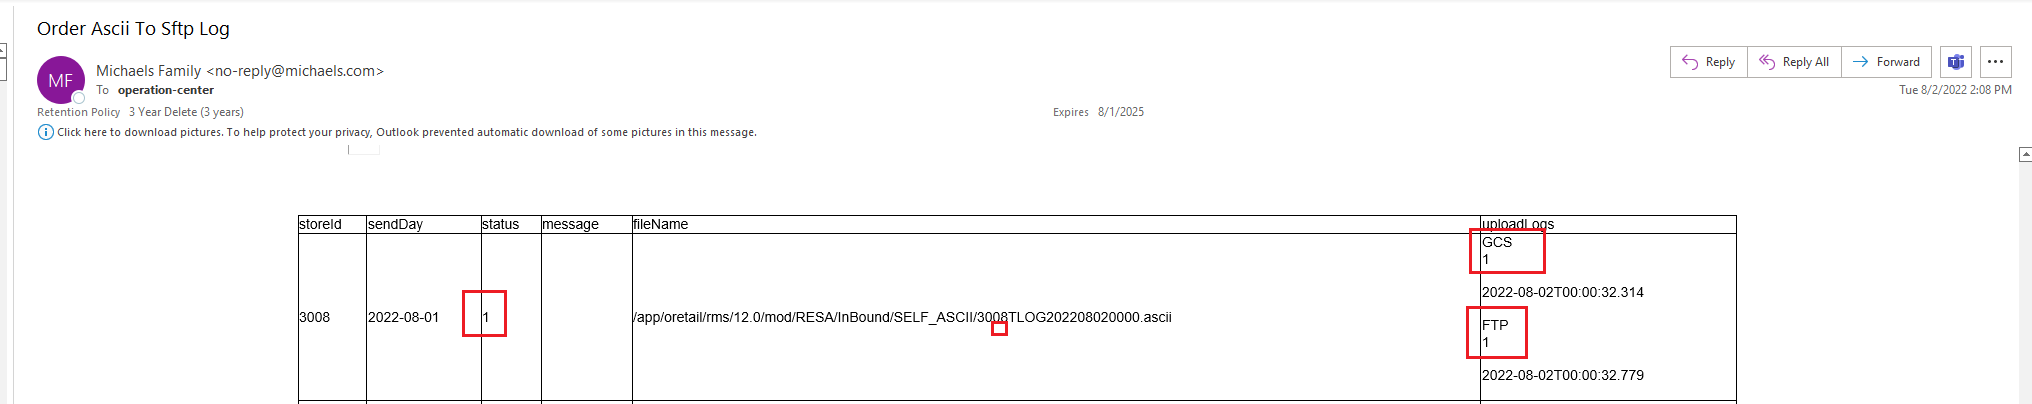 Order Ascii To Sftp Log
MF
Michaels Family <no-reply@michaels.com>
To operation-center
Reply
Reply All
Forward
Tue 8/2/2022 2:08 PM
Retention Policy 3 Year Delete (3 years)
Expires 8/1/2025
Click here to download pictures. To help protect your privacy, Outlook prevented automatic download of some pictures in this message.
storeId sendDay status message fileName uploadLogs
3008 2022-08-01 1 /app/oretail/rms/12.0/mod/RESA/InBound/SELF_ASCII/3008TLOG202208020000.ascii
GCS
1
2022-08-02T00:00:32.314
FTP
1
2022-08-02T00:00:32.779